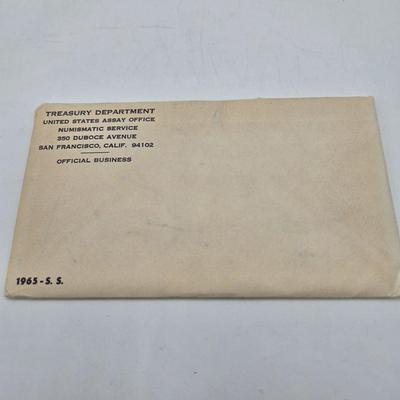 TREASURY DEPARTMENT
UNITED STATES ASSAY OFFICE
NUMISMATIC SERVICE
350 DUBOCE AVENUE
SAN FRANCISCO, CALIF. 94102
OFFICIAL BUSINESS
1965 - S. S.